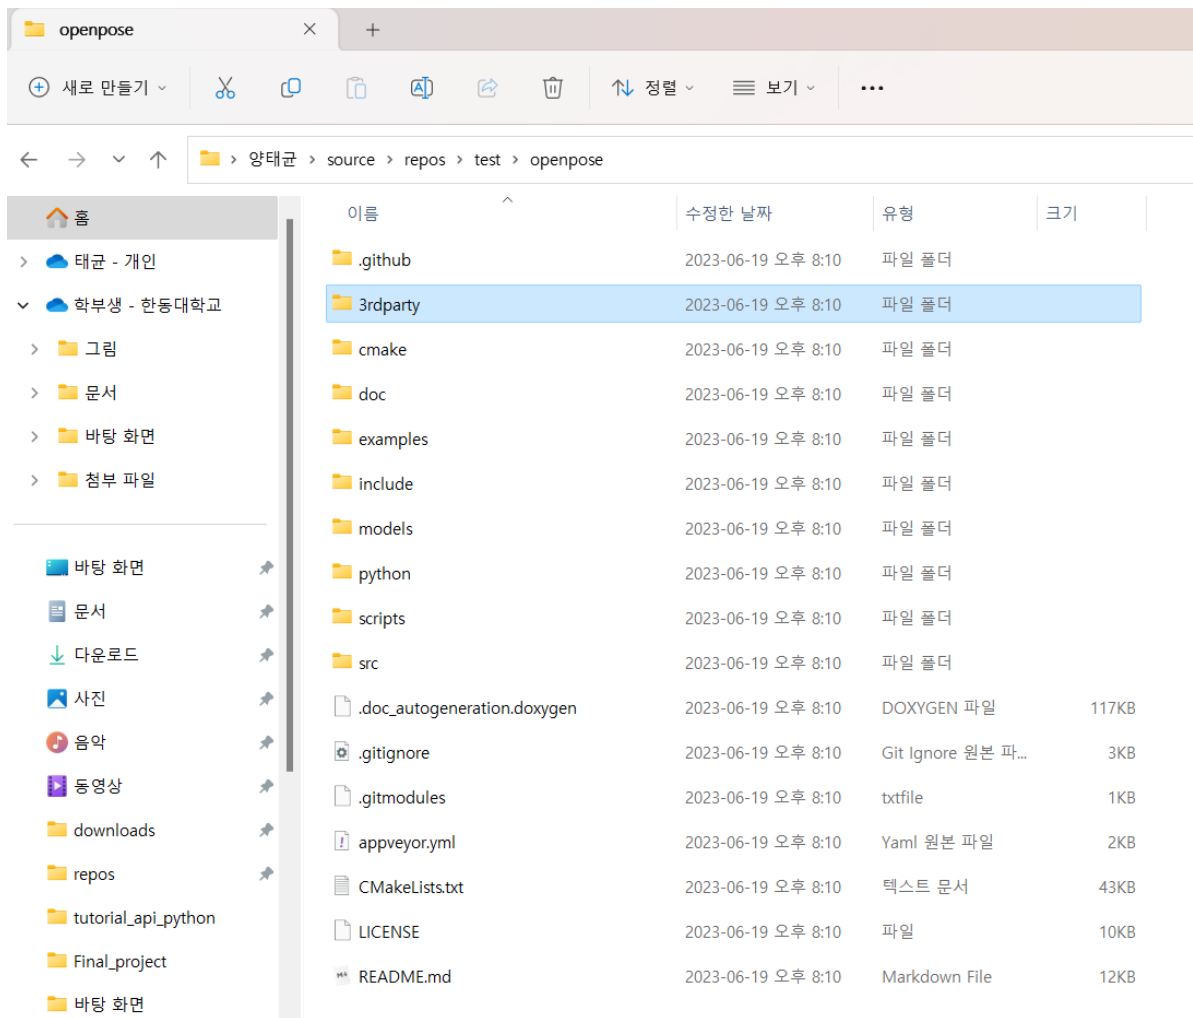 openpose
새로 만들기
정렬
보기
양태균 > source > repos > test > openpose
홈
태균 - 개인
학부생 - 한동대학교
그림
문서
바탕 화면
첨부 파일
바탕 화면
문서
다운로드
사진
음악
동영상
downloads
repos
tutorial_api_python
Final_project
바탕 화면
이름 수정한 날짜 유형 크기
.github 2023-06-19 오후 8:10 파일 폴더
3rdparty 2023-06-19 오후 8:10 파일 폴더
cmake 2023-06-19 오후 8:10 파일 폴더
doc 2023-06-19 오후 8:10 파일 폴더
examples 2023-06-19 오후 8:10 파일 폴더
include 2023-06-19 오후 8:10 파일 폴더
models 2023-06-19 오후 8:10 파일 폴더
python 2023-06-19 오후 8:10 파일 폴더
scripts 2023-06-19 오후 8:10 파일 폴더
src 2023-06-19 오후 8:10 파일 폴더
.doc_autogeneration.doxygen 2023-06-19 오후 8:10 DOXYGEN 파일 117KB
.gitignore 2023-06-19 오후 8:10 Git Ignore 원본 파... 3KB
.gitmodules 2023-06-19 오후 8:10 txtfile 1KB
appveyor.yml 2023-06-19 오후 8:10 Yaml 원본 파일 2KB
CMakeLists.txt 2023-06-19 오후 8:10 텍스트 문서 43KB
LICENSE 2023-06-19 오후 8:10 파일 10KB
README.md 2023-06-19 오후 8:10 Markdown File 12KB